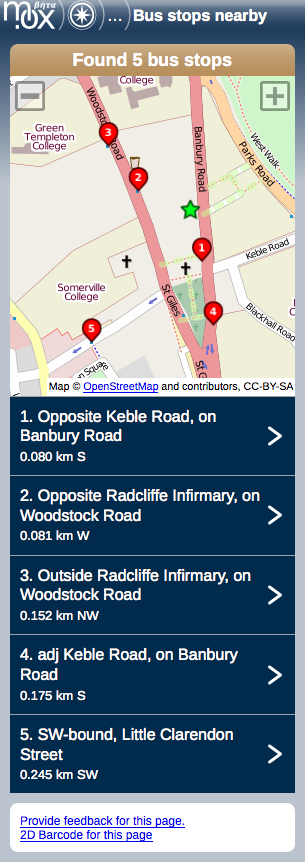 mox βήτα ... Bus stops nearby
Found 5 bus stops
College
Woodstock Road
Green
Templeton
College
3
2
Banbury Road
West Walk
Parks Road
1
Keble Road
Somerville
College
St Giles
4
Blackhall Road
5
St G
Map © OpenStreetMap and contributors, CC-BY-SA
1. Opposite Keble Road, on
Banbury Road
0.080 km S
2. Opposite Radcliffe Infirmary, on
Woodstock Road
0.081 km W
3. Outside Radcliffe Infirmary, on
Woodstock Road
0.152 km NW
4. adj Keble Road, on Banbury
Road
0.175 km S
5. SW-bound, Little Clarendon
Street
0.245 km SW
Provide feedback for this page.
2D Barcode for this page